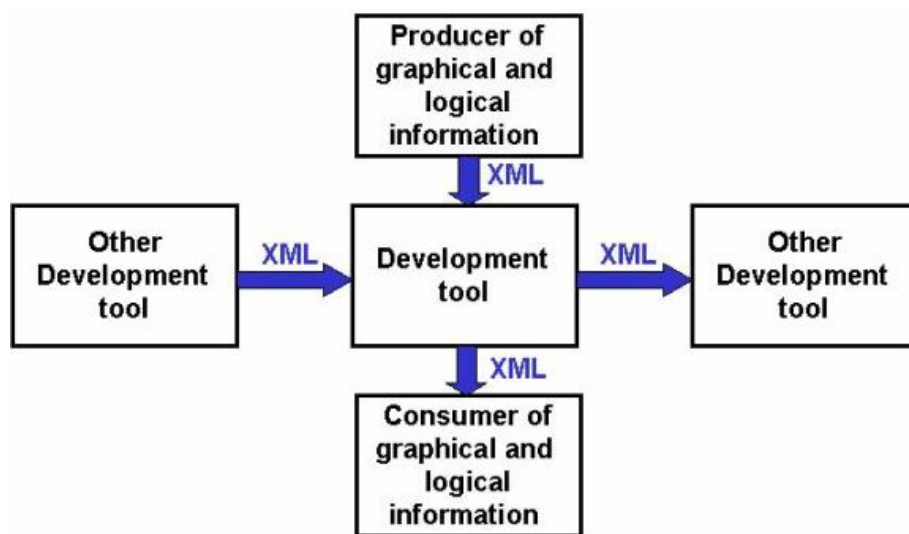 Producer of
graphical and
logical
information
XML
Other
Development
tool
XML
Development
tool
XML
Other
Development
tool
XML
Consumer of
graphical and
logical
information